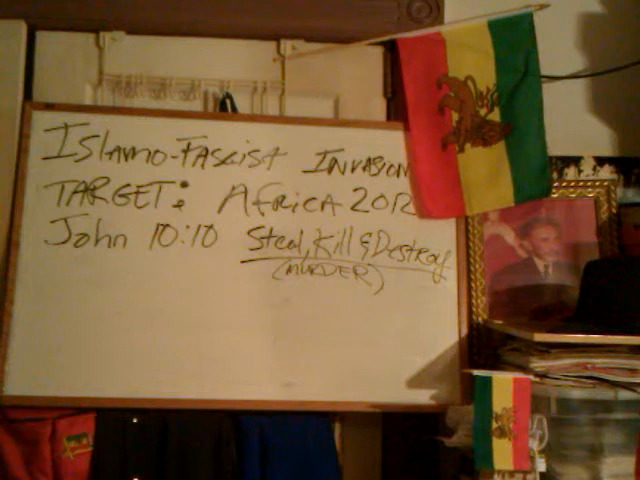 Islamo-Fascist Invasion
TARGET: Africa 2012
John 10:10 Steal, Kill & Destroy
(MURDER)